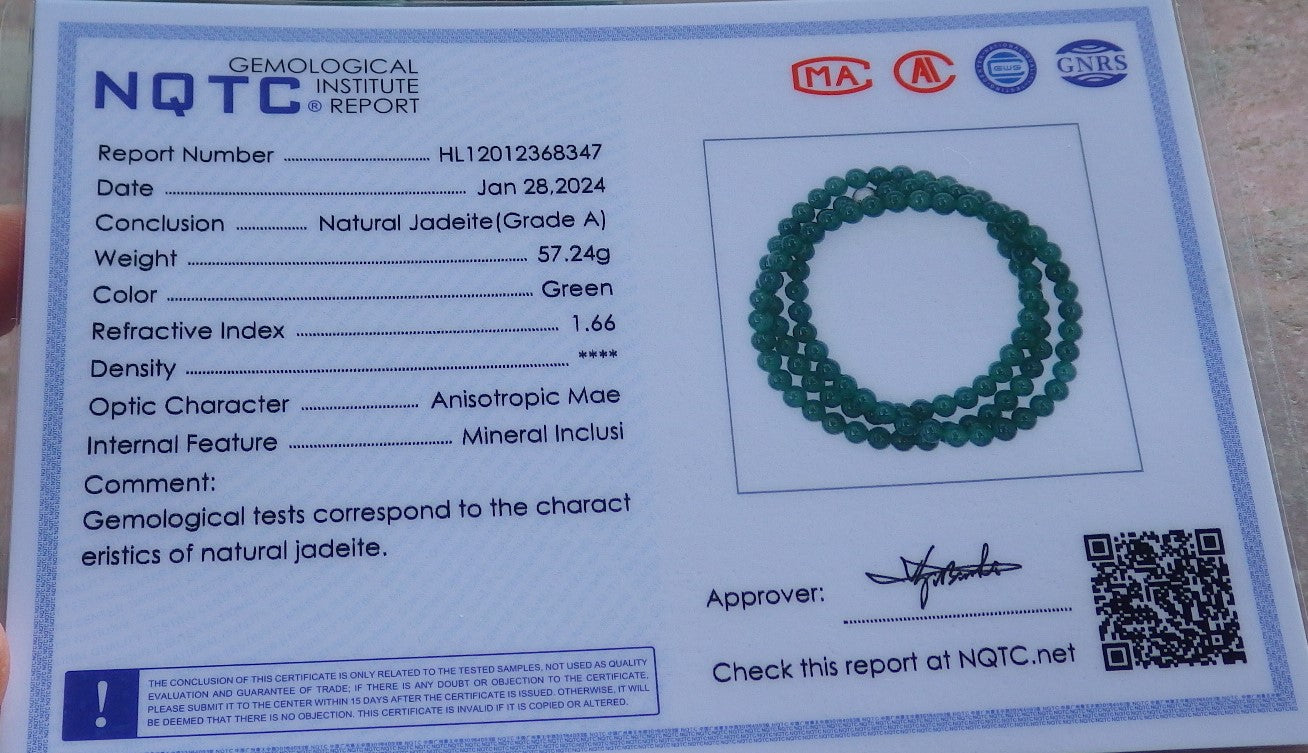 NQTC® GEMOLOGICAL INSTITUTE REPORT
Report Number HL12012368347
Date Jan 28,2024
Conclusion Natural Jadeite(Grade A)
Weight 57.24g
Color Green
Refractive Index 1.66
Density ****
Optic Character Anisotropic Mae
Internal Feature Mineral Inclusi
Comment:
Gemological tests correspond to the charact
eristics of natural jadeite.
! THE CONCLUSION OF THIS CERTIFICATE IS ONLY RELATED TO THE TESTED SAMPLES, NOT USED AS QUALITY
EVALUATION AND GUARANTEE OF TRADE; IF THERE IS ANY DOUBT OR OBJECTION TO THE CERTIFICATE,
PLEASE SUBMIT IT TO THE CENTER WITHIN 15 DAYS AFTER THE CERTIFICATE IS ISSUED. OTHERWISE, IT WILL
BE DEEMED THAT THERE IS NO OBJECTION. THIS CERTIFICATE IS INVALID IF IT IS COPIED OR ALTERED.
MA
GNRS
Approver:
Check this report at NQTC.net